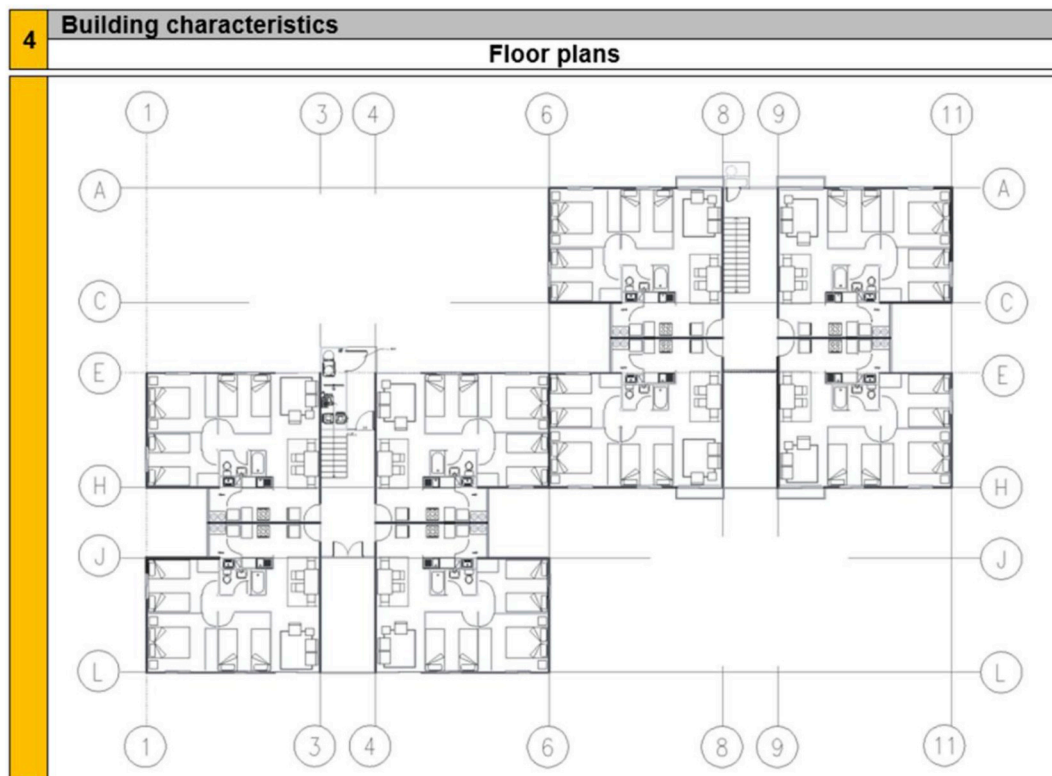 4
Building characteristics
Floor plans
1 3 4 6 8 9 11
A A
C C
E E
H H
J J
L L
1 3 4 6 8 9 11